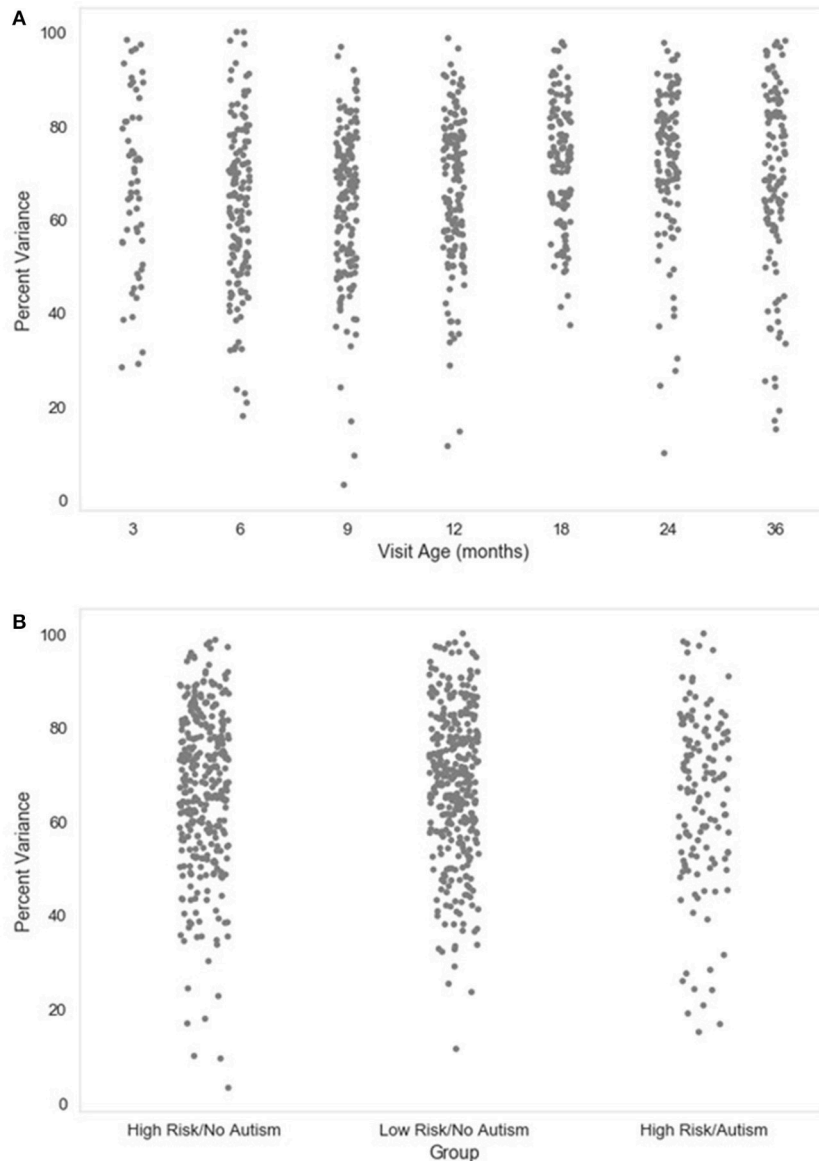 A
100
80
60
40
20
0
Percent Variance
3 6 9 12 18 24 36
Visit Age (months)
B
100
80
60
40
20
0
Percent Variance
High Risk/No Autism Low Risk/No Autism High Risk/Autism
Group